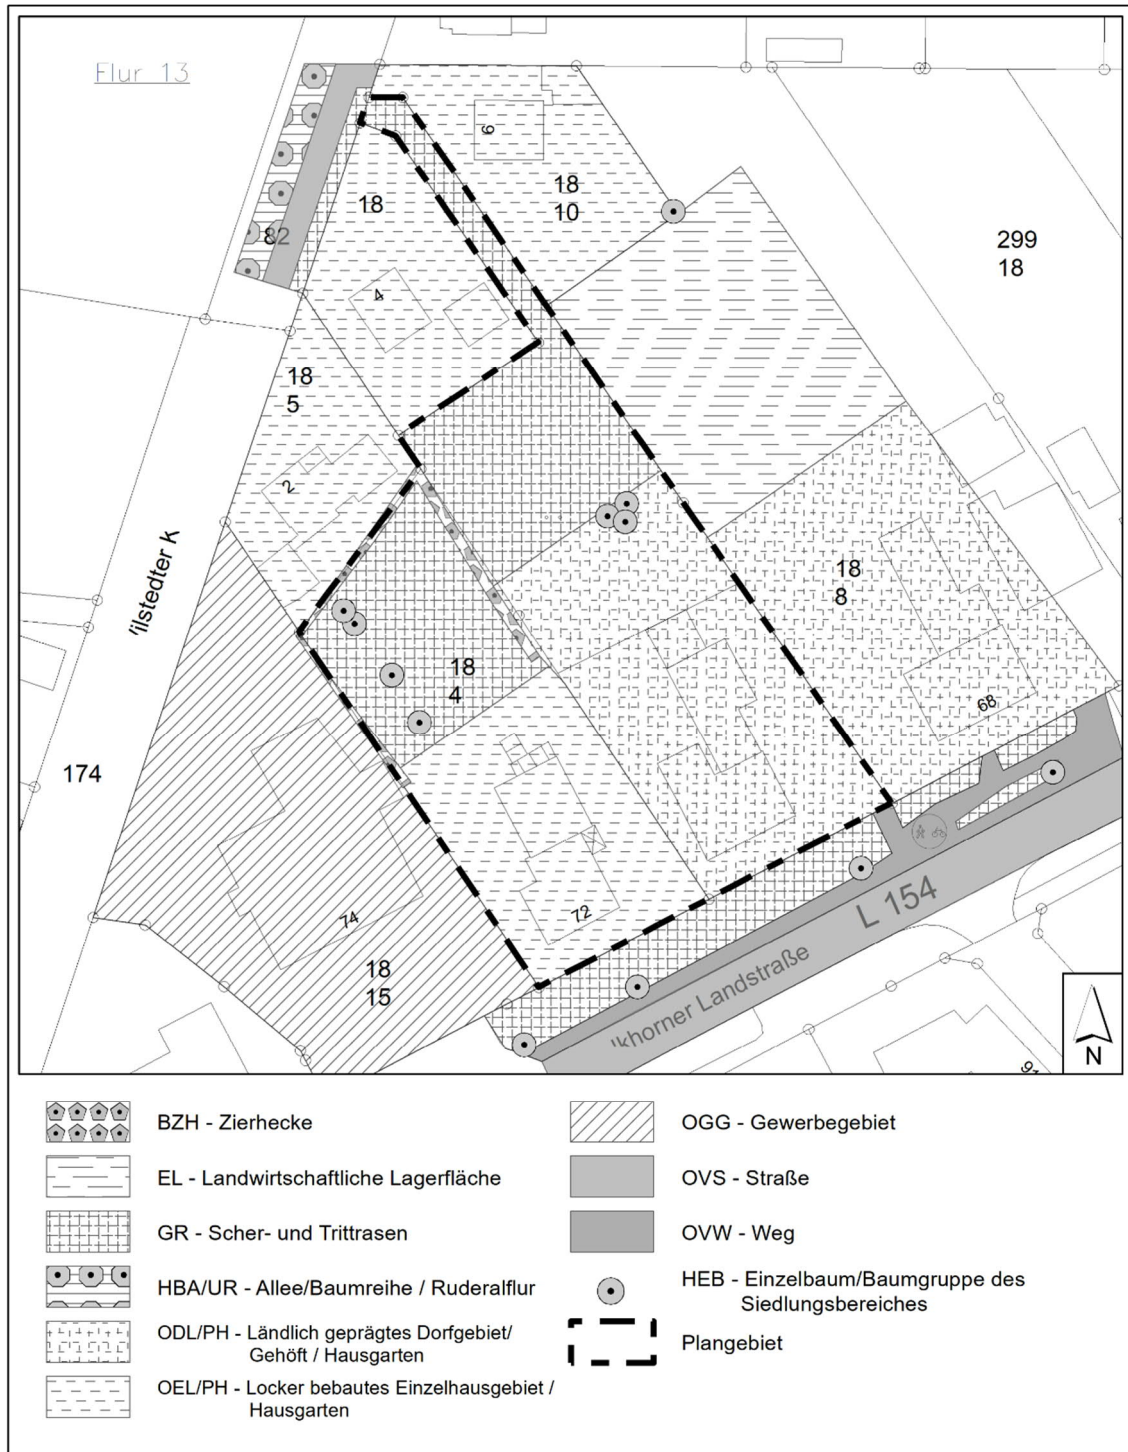 Flur 13
6
18
10
18
82
299
18
4
18
5
2
'ilstedter k
18
8
18
4
68
174
L 154
74
72
18
15
'khorner Landstraße
91
N
BZH - Zierhecke
OGG - Gewerbegebiet
EL - Landwirtschaftliche Lagerfläche
OVS - Straße
GR - Scher- und Trittrasen
OVW - Weg
HBA/UR - Allee/Baumreihe / Ruderalflur
HEB - Einzelbaum/Baumgruppe des
Siedlungsbereiches
ODL/PH - Ländlich geprägtes Dorfgebiet/
Gehöft / Hausgarten
Plangebiet
OEL/PH - Locker bebautes Einzelhausgebiet /
Hausgarten